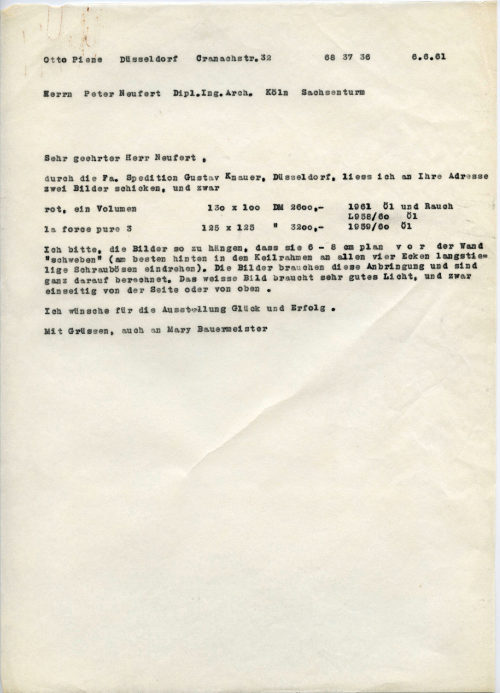 Otto Piene Düsseldorf Cranachstr.32 68 37 36 6.6.61
Herrn Peter Neufert Dipl.Ing.Arch. Köln Sachsenturm
Sehr geehrter Herr Neufert ,
durch die Fa. Spedition Gustav Knauer, Düsseldorf, liess ich an Ihre Adresse
zwei Bilder schicken, und zwar
rot, ein Volumen 130 x 100 DM 2600,- 1961 Öl und Rauch
L958/60 Öl
la force pure 3 125 x 125 " 3200,- 1959/60 Öl
Ich bitte, die Bilder so zu hängen, dass sie 6 - 8 cm plan v o r der Wand
"schweben" (am besten hinten in den Keilrahmen an allen vier Ecken langstie=
lige Schraubösen eindrehen). Die Bilder brauchen diese Anbringung und sind
ganz darauf berechnet. Das weisse Bild braucht sehr gutes Licht, und zwar
einseitig von der Seite oder von oben .
Ich wünsche für die Ausstellung Glück und Erfolg .
Mit Grüssen, auch an Mary Bauermeister